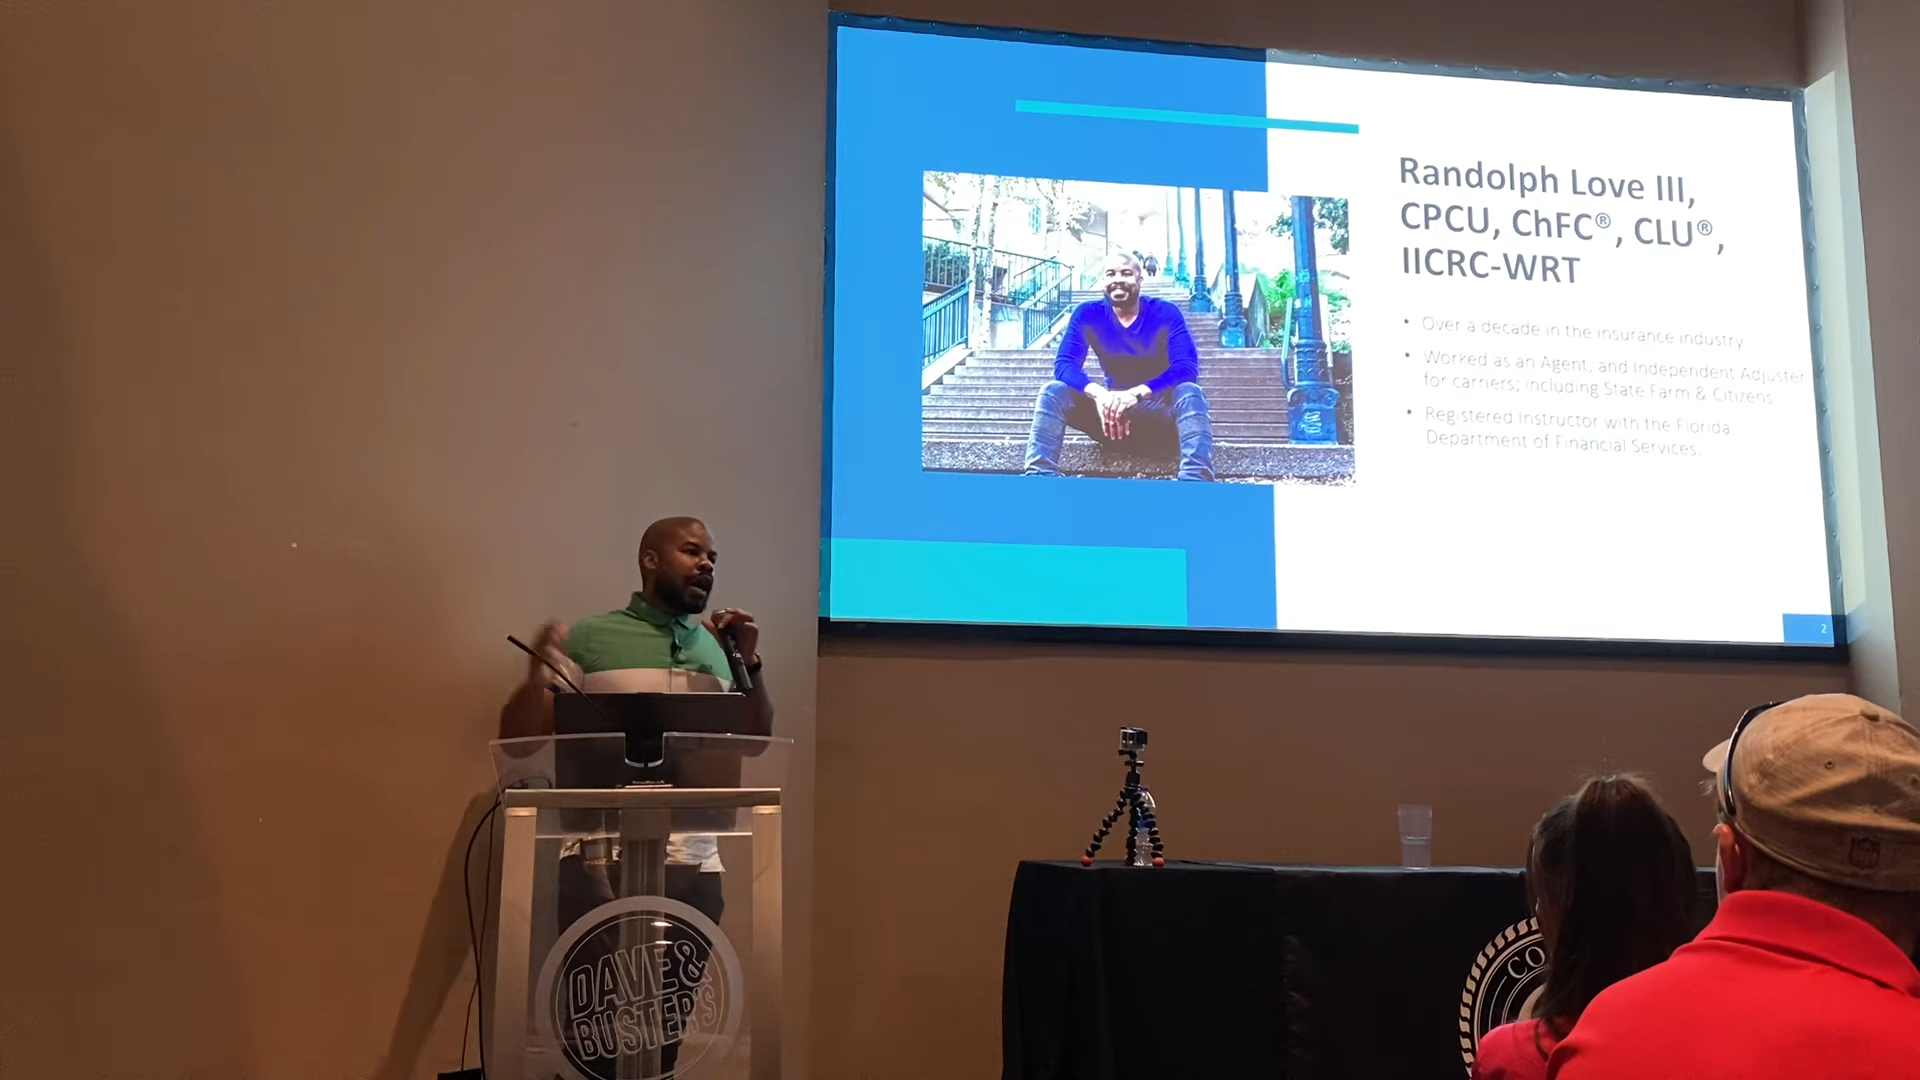 Randolph Love III,
CPCU, ChFC®, CLU®,
IICRC-WRT
• Over a decade in the insurance industry
• Worked as an Agent, and Independent Adjuster
for carriers; including State Farm & Citizens
• Registered Instructor with the Florida
Department of Financial Services.
2
DAVE &
BUSTER'S
CO